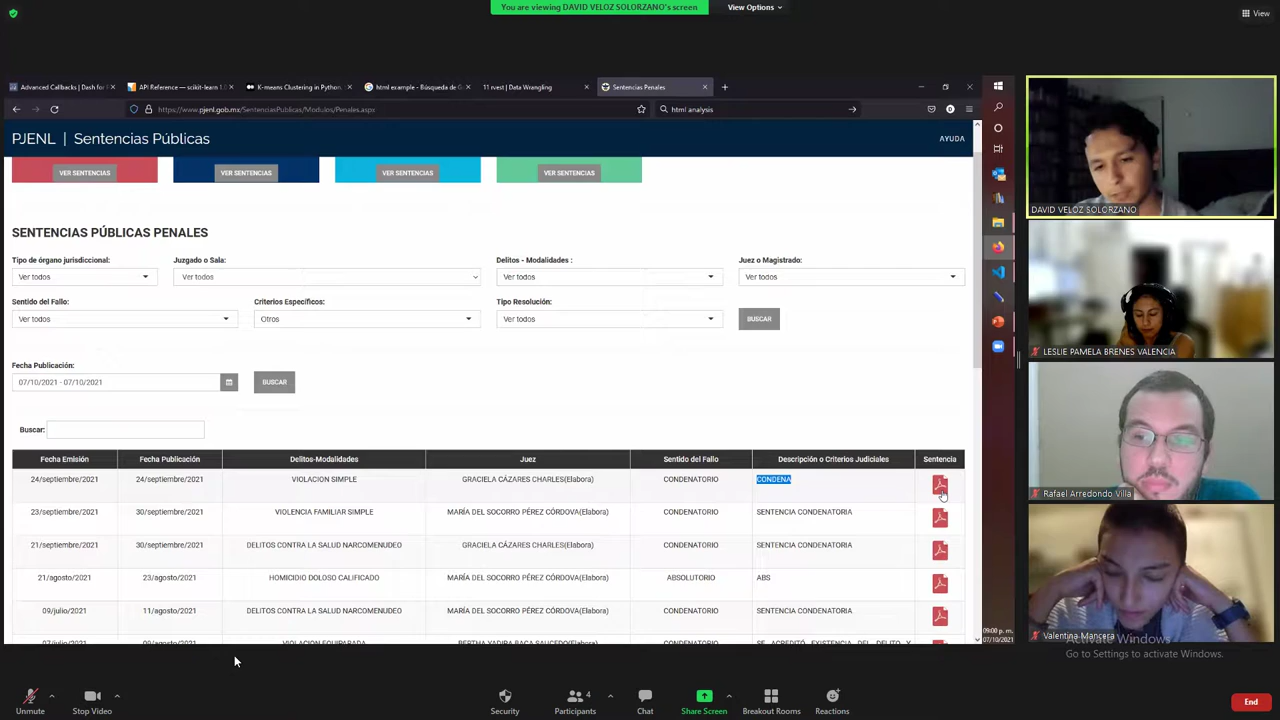 You are viewing DAVID VELOZ SOLORZANO's screen
View Options
View
Advanced Callbacks | Dash for
API Reference — scikit-learn 1.0
K-means Clustering in Python.
html example - Búsqueda de G
11 rvest | Data Wrangling
Sentencias Penales
https://www.pjenl.gob.mx/SentenciasPublicas/Modulos/Penales.aspx
html analysis
PJENL | Sentencias Públicas
AYUDA
VER SENTENCIAS
VER SENTENCIAS
VER SENTENCIAS
VER SENTENCIAS
SENTENCIAS PÚBLICAS PENALES
Tipo de órgano jurisdiccional:
Juzgado o Sala:
Delitos - Modalidades :
Juez o Magistrado:
Ver todos
Ver todos
Ver todos
Ver todos
Sentido del Fallo:
Criterios Específicos:
Tipo Resolución:
Ver todos
Otros
Ver todos
BUSCAR
Fecha Publicación:
07/10/2021 - 07/10/2021
BUSCAR
Buscar:
Fecha Emisión Fecha Publicación Delitos-Modalidades Juez Sentido del Fallo Descripción o Criterios Judiciales Sentencia
24/septiembre/2021 24/septiembre/2021 VIOLACION SIMPLE GRACIELA CÁZARES CHARLES(Elabora) CONDENATORIO CONDENA
23/septiembre/2021 30/septiembre/2021 VIOLENCIA FAMILIAR SIMPLE MARÍA DEL SOCORRO PÉREZ CÓRDOVA(Elabora) CONDENATORIO SENTENCIA CONDENATORIA
21/septiembre/2021 30/septiembre/2021 DELITOS CONTRA LA SALUD NARCOMENUDEO GRACIELA CÁZARES CHARLES(Elabora) CONDENATORIO SENTENCIA CONDENATORIA
21/agosto/2021 23/agosto/2021 HOMICIDIO DOLOSO CALIFICADO MARÍA DEL SOCORRO PÉREZ CÓRDOVA(Elabora) ABSOLUTORIO ABS
09/julio/2021 11/agosto/2021 DELITOS CONTRA LA SALUD NARCOMENUDEO MARÍA DEL SOCORRO PÉREZ CÓRDOVA(Elabora) CONDENATORIO SENTENCIA CONDENATORIA
09:00 p. m.
07/10/2021
DAVID VELOZ SOLORZANO
LESLIE PAMELA BRENES VALENCIA
Rafael Arredondo Villa
Valentina Mancera
Activate Windows
Go to Settings to activate Windows.
Unmute
Stop Video
Security
Participants
4
Chat
Share Screen
Breakout Rooms
Reactions
End